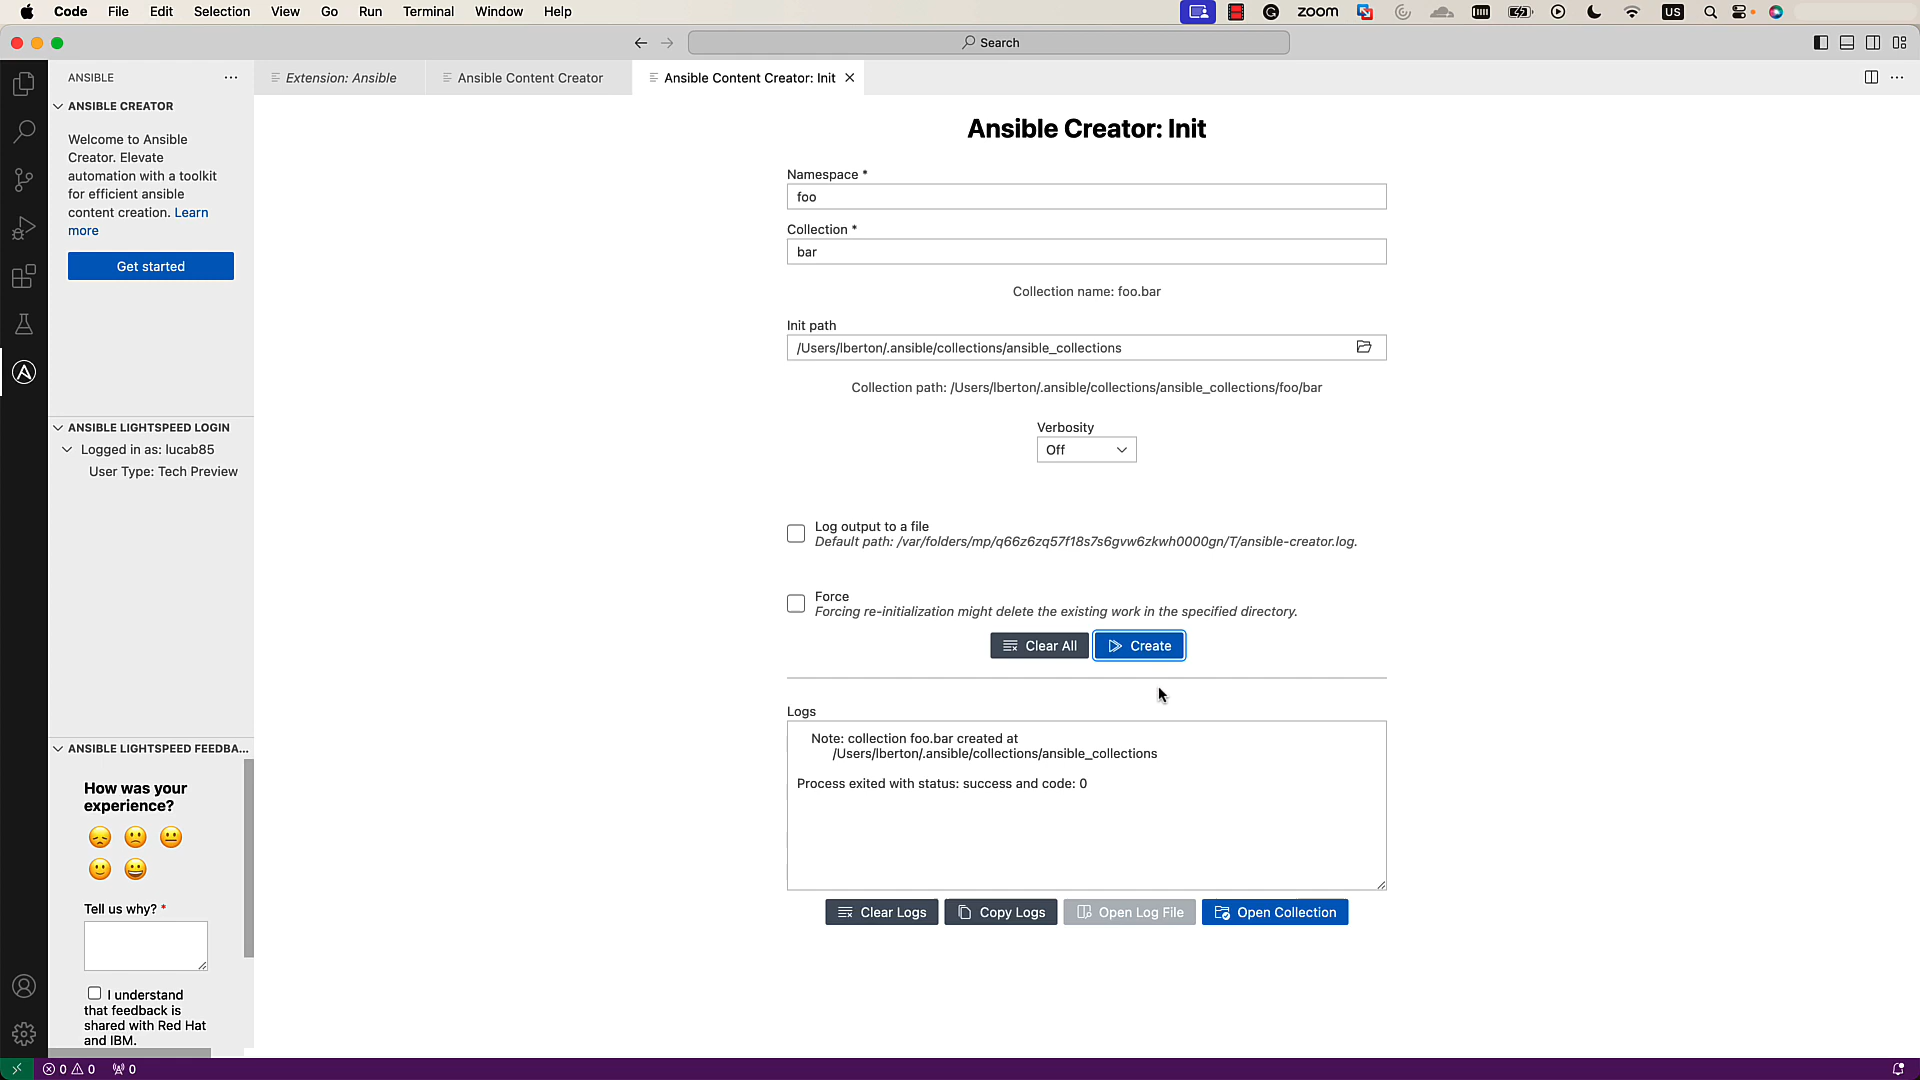 Code File Edit Selection View Go Run Terminal Window Help
zoom
US
Search
ANSIBLE
Extension: Ansible
Ansible Content Creator
Ansible Content Creator: Init
ANSIBLE CREATOR
Welcome to Ansible
Creator. Elevate
automation with a toolkit
for efficient ansible
content creation. Learn
more
Get started
ANSIBLE LIGHTSPEED LOGIN
Logged in as: lucab85
User Type: Tech Preview
ANSIBLE LIGHTSPEED FEEDBA...
How was your
experience?
Tell us why? *
I understand
that feedback is
shared with Red Hat
and IBM.
Ansible Creator: Init
Namespace *
foo
Collection *
bar
Collection name: foo.bar
Init path
/Users/lberton/.ansible/collections/ansible_collections
Collection path: /Users/lberton/.ansible/collections/ansible_collections/foo/bar
Verbosity
Off
Log output to a file
Default path: /var/folders/mp/q66z6zq57f18s7s6gvw6zkwh0000gn/T/ansible-creator.log.
Force
Forcing re-initialization might delete the existing work in the specified directory.
Clear All
Create
Logs
Note: collection foo.bar created at
/Users/lberton/.ansible/collections/ansible_collections
Process exited with status: success and code: 0
Clear Logs
Copy Logs
Open Log File
Open Collection
0 0 0